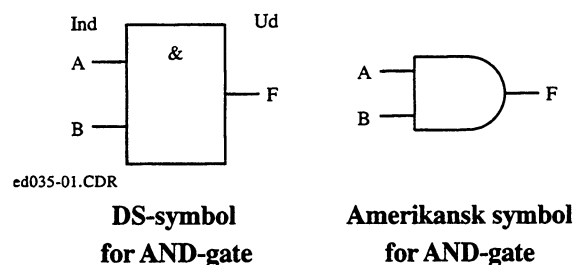 Ind
Ud
&
A
B
F
ed035-01.CDR
DS-symbol
for AND-gate
A
B
F
Amerikansk symbol
for AND-gate